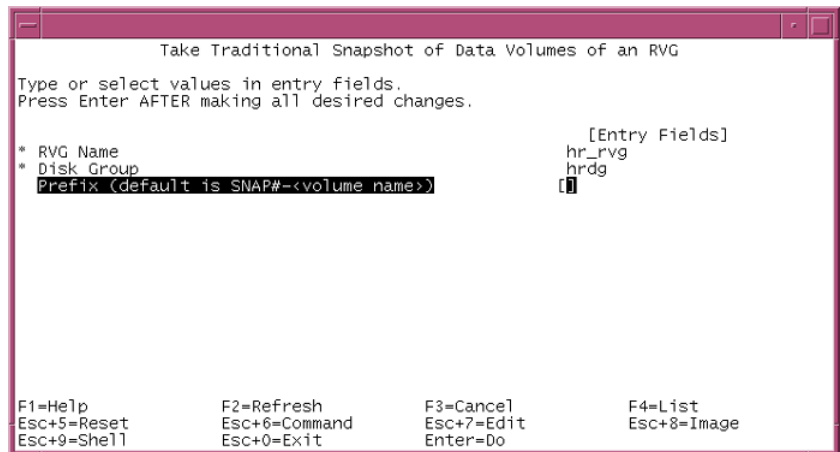 Take Traditional Snapshot of Data Volumes of an RVG
Type or select values in entry fields.
Press Enter AFTER making all desired changes.
[Entry Fields]
* RVG Name hr_rvg
* Disk Group hrdg
Prefix (default is SNAP#-<volume name>) []
F1=Help F2=Refresh F3=Cancel F4=List
Esc+5=Reset Esc+6=Command Esc+7=Edit Esc+8=Image
Esc+9=Shell Esc+0=Exit Enter=Do